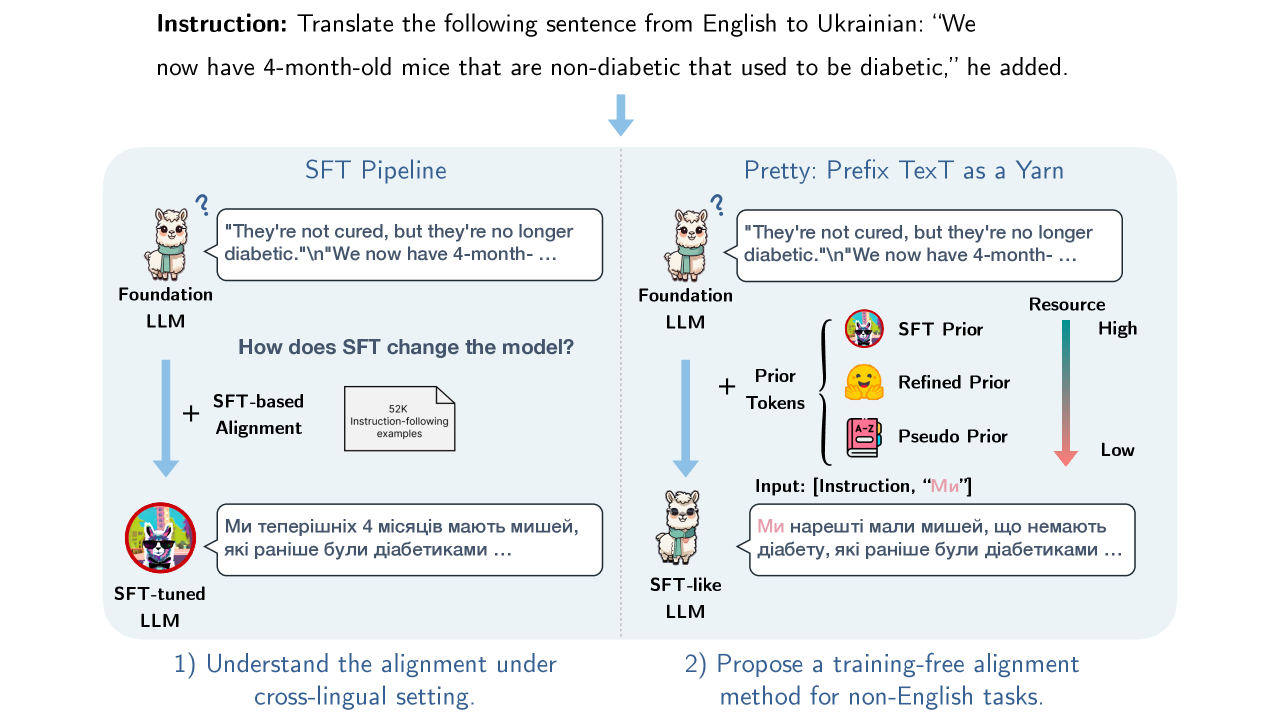 Instruction: Translate the following sentence from English to Ukrainian: “We
now have 4-month-old mice that are non-diabetic that used to be diabetic,” he added.
SFT Pipeline
?
"They're not cured, but they're no longer
diabetic."\n"We now have 4-month- ...
Foundation
LLM
How does SFT change the model?
+
SFT-based
Alignment
52K
Instruction-following
examples
Ми теперішніх 4 місяців мають мишей,
які раніше були діабетиками ...
SFT-tuned
LLM
1) Understand the alignment under
cross-lingual setting.
Pretty: Prefix TexT as a Yarn
?
"They're not cured, but they're no longer
diabetic."\n"We now have 4-month- ...
Foundation
LLM
+
Prior
Tokens
SFT Prior
Refined Prior
A-Z
Pseudo Prior
Resource
High
Low
Input: [Instruction, “Ми”]
Ми нарешті мали мишей, що немають
діабету, які раніше були діабетиками ...
SFT-like
LLM
2) Propose a training-free alignment
method for non-English tasks.